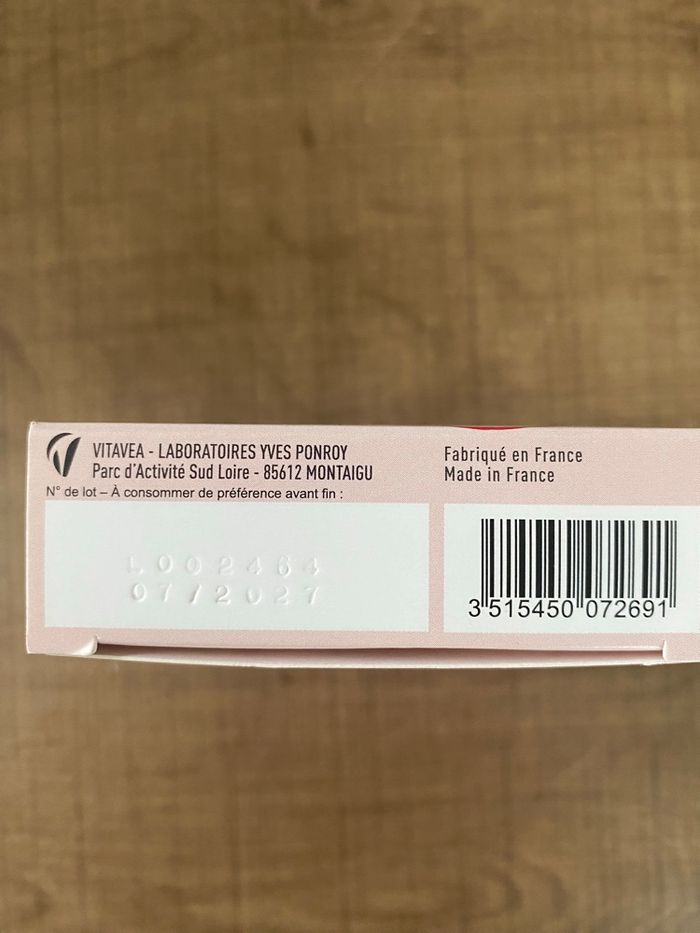 VITAVEA - LABORATOIRES YVES PONROY
Parc d'Activité Sud Loire - 85612 MONTAIGU
N° de lot – À consommer de préférence avant fin :
L002464
07/2027
Fabriqué en France
Made in France
3 515450 072691